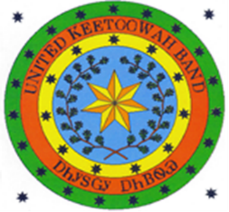 UNITED KEETOOWAH BAND
ᎠᏂᎩᏚᏩᎩ ᎠᏂᏴᏫᏯ